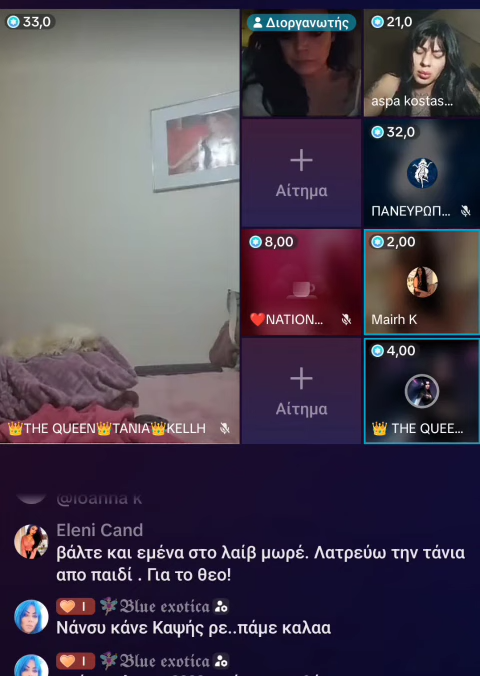 33,0
Διοργανωτής
21,0
aspa kostas...
Αίτημα
32,0
ΠΑΝΕΥΡΩΠ...
8,00
❤️NATION...
2,00
Mairh K
Αίτημα
4,00
👑 THE QUEE...
👑THE QUEEN👑TANIA👑KELLH
@Ioanna k
Eleni Cand
βάλτε και εμένα στο λαίβ μωρέ. Λατρεύω την τάνια
απο παιδί . Για το θεο!
I 🧚 𝔅𝔩𝔲𝔢 𝔢𝔵𝔬𝔱𝔦𝔠𝔞
Νάνσυ κάνε Καψής ρε..πάμε καλαα
I 🧚 𝔅𝔩𝔲𝔢 𝔢𝔵𝔬𝔱𝔦𝔠𝔞